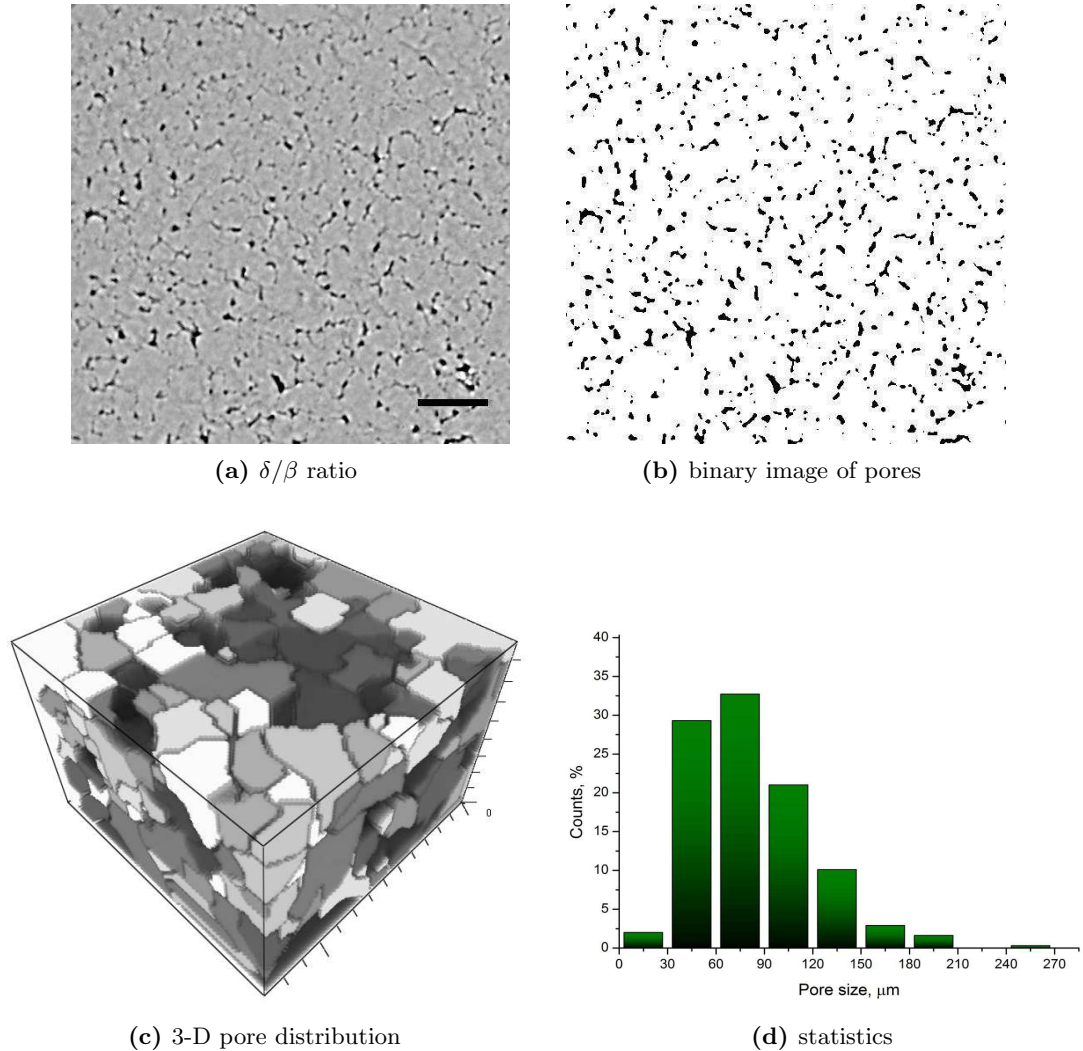 (a) δ/β ratio
(b) binary image of pores
0
(c) 3-D pore distribution
40
35
30
25
20
15
10
5
0
Counts, %
0 30 60 90 120 150 180 210 240 270
Pore size, μm
(d) statistics